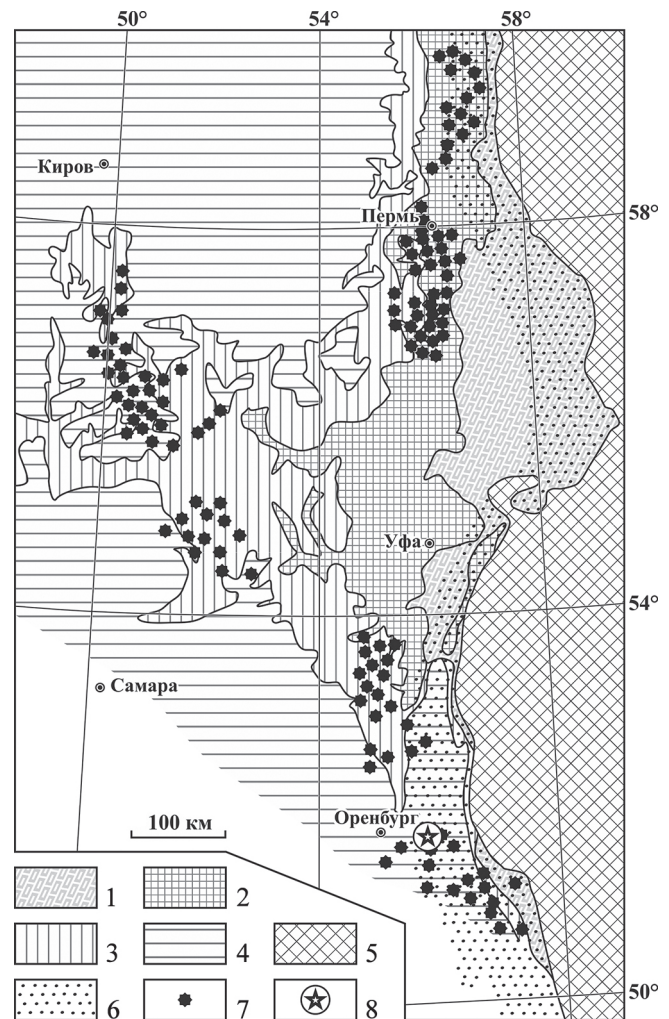 50° 54° 58°
Киров
Пермь
58°
Уфа
54°
Самара
Оренбург
100 км
1 2
3 4 5
6 7 8
50°